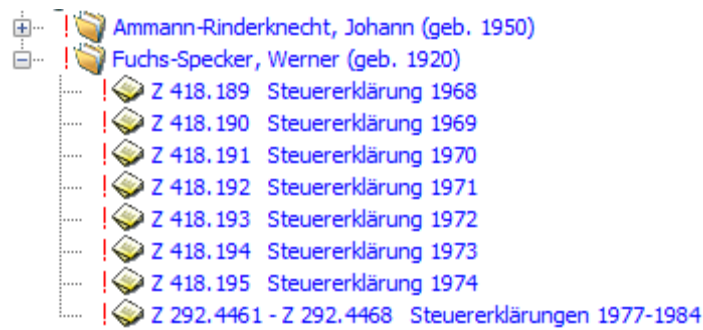 Ammann-Rinderknecht, Johann (geb. 1950)
Fuchs-Specker, Werner (geb. 1920)
Z 418.189 Steuererklärung 1968
Z 418.190 Steuererklärung 1969
Z 418.191 Steuererklärung 1970
Z 418.192 Steuererklärung 1971
Z 418.193 Steuererklärung 1972
Z 418.194 Steuererklärung 1973
Z 418.195 Steuererklärung 1974
Z 292.4461 - Z 292.4468 Steuererklärungen 1977-1984